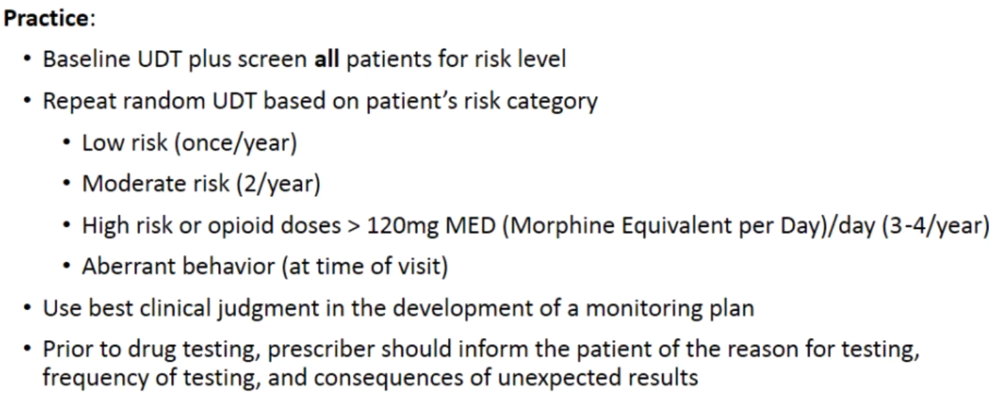 Practice:
• Baseline UDT plus screen all patients for risk level
• Repeat random UDT based on patient’s risk category
• Low risk (once/year)
• Moderate risk (2/year)
• High risk or opioid doses > 120mg MED (Morphine Equivalent per Day)/day (3-4/year)
• Aberrant behavior (at time of visit)
• Use best clinical judgment in the development of a monitoring plan
• Prior to drug testing, prescriber should inform the patient of the reason for testing,
frequency of testing, and consequences of unexpected results